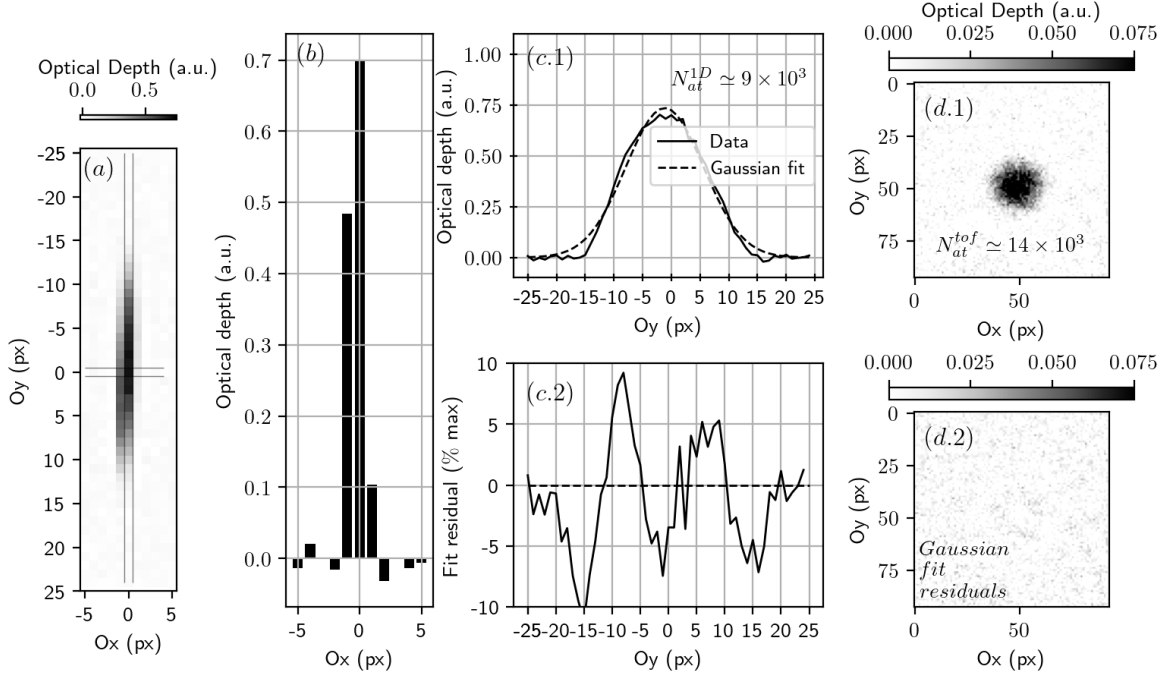 Optical Depth (a.u.)
0.0 0.5
(a)
-25
-20
-15
-10
-5
0
5
10
15
20
25
Oy (px)
-5 0 5
Ox (px)
(b)
0.7
0.6
0.5
0.4
0.3
0.2
0.1
0.0
Optical depth (a.u.)
-5 0 5
Ox (px)
(c.1)
1.00
0.75
0.50
0.25
0.00
Optical depth (a.u.)
N_{at}^{1D} ≃ 9 × 10³
Data
Gaussian fit
-25 -20 -15 -10 -5 0 5 10 15 20 25
Oy (px)
(c.2)
10
5
0
-5
-10
Fit residual (% max)
-25 -20 -15 -10 -5 0 5 10 15 20 25
Oy (px)
Optical Depth (a.u.)
0.000 0.025 0.050 0.075
(d.1)
0
25
50
75
Oy (px)
N_{at}^{tof} ≃ 14 × 10³
0 50
Ox (px)
0.000 0.025 0.050 0.075
(d.2)
0
25
50
75
Oy (px)
Gaussian
fit
residuals
0 50
Ox (px)